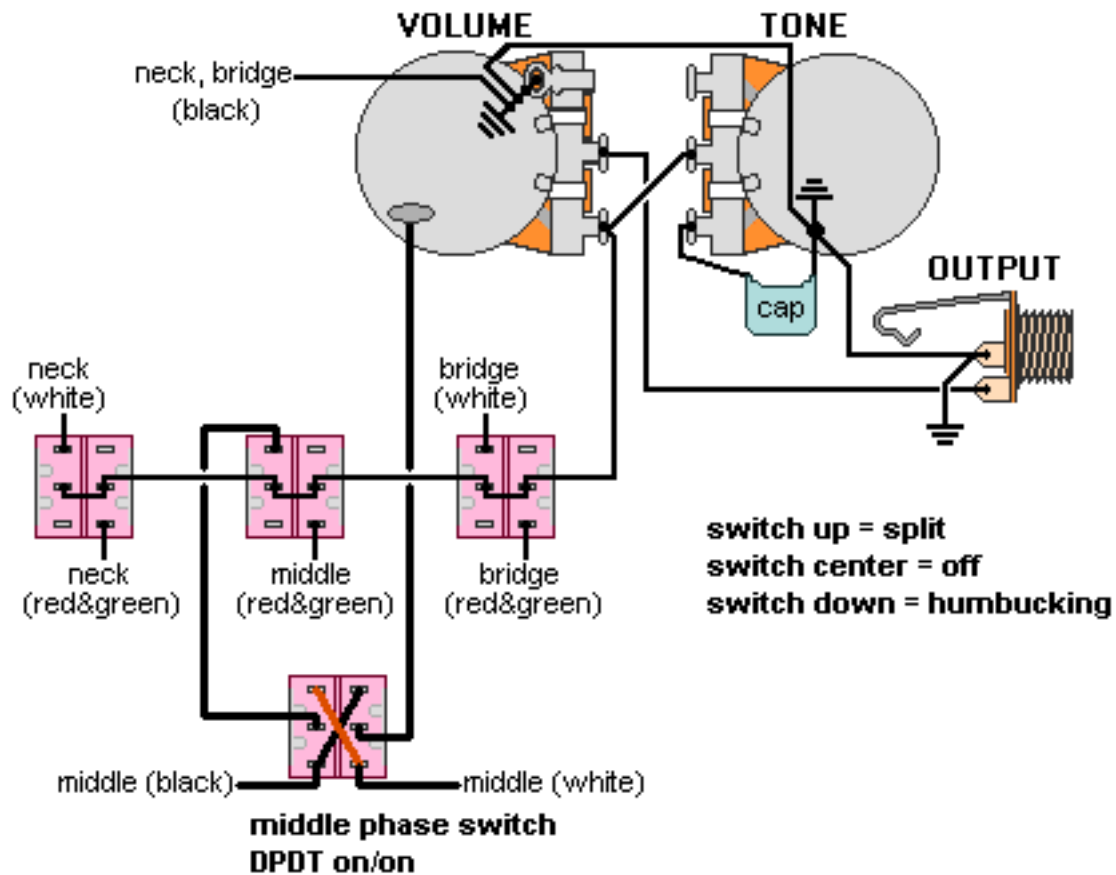 VOLUME
TONE
neck, bridge
(black)
OUTPUT
cap
neck
(white)
bridge
(white)
neck
(red&green)
middle
(red&green)
bridge
(red&green)
switch up = split
switch center = off
switch down = humbucking
middle (black)
middle (white)
middle phase switch
DPDT on/on